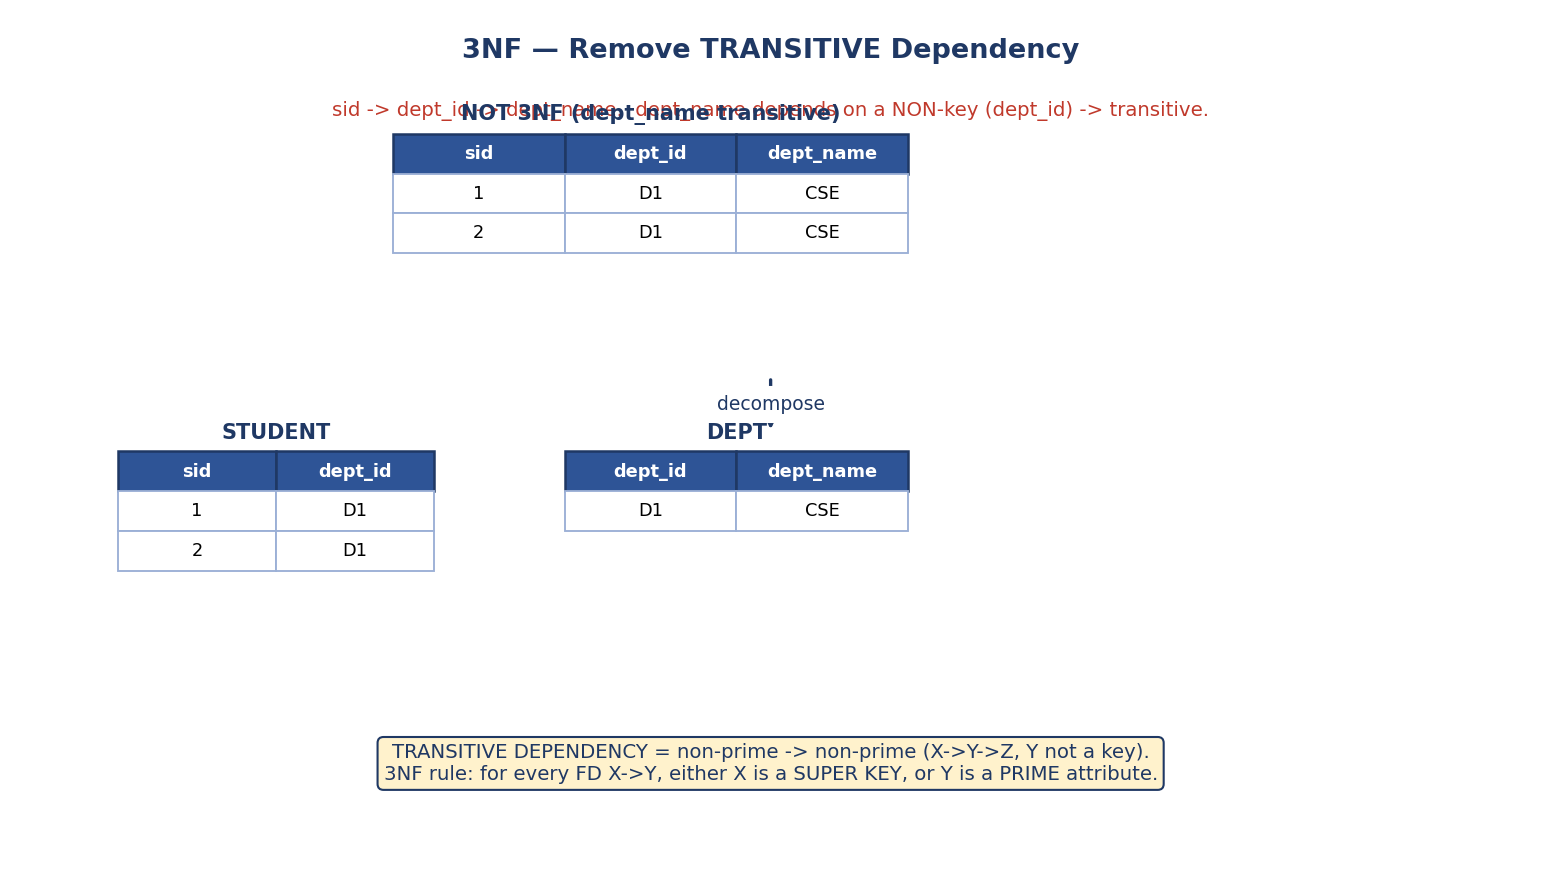 3NF — Remove TRANSITIVE Dependency
sid -> dept_id -> dept_name. dept_name depends on a NON-key (dept_id) -> transitive.
NOT 3NF (dept_name transitive)
sid dept_id dept_name
1 D1 CSE
2 D1 CSE
decompose
STUDENT DEPT
sid dept_id dept_id dept_name
1 D1 D1 CSE
2 D1
TRANSITIVE DEPENDENCY = non-prime -> non-prime (X->Y->Z, Y not a key).
3NF rule: for every FD X->Y, either X is a SUPER KEY, or Y is a PRIME attribute.